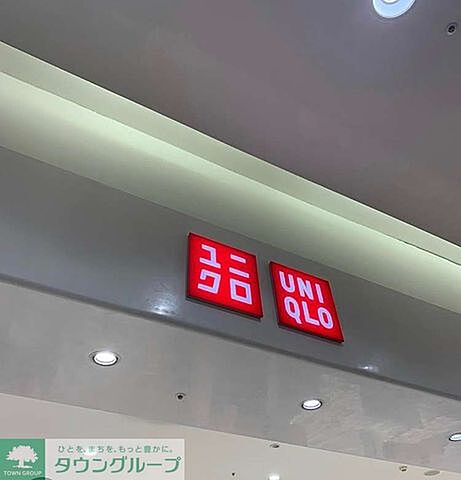 ユニ
クロ
UNI
QLO
ひとを、まちを、もっと豊かに。
タウングループ
TOWN GROUP